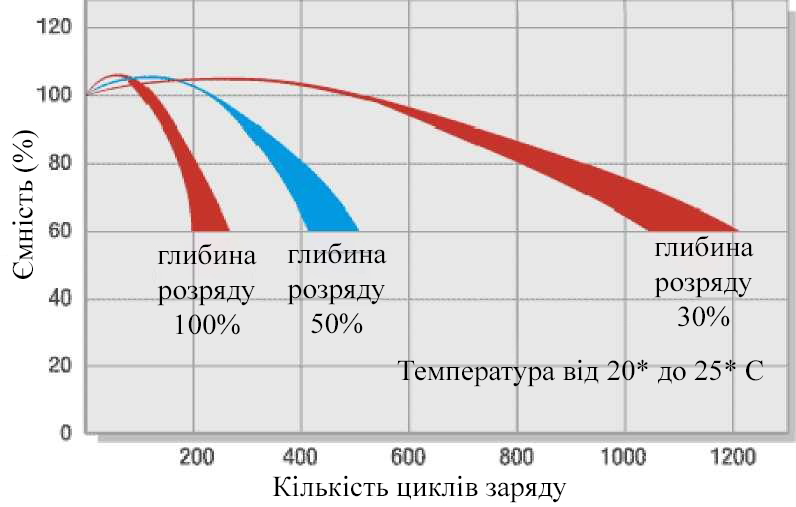 120
100
80
60
40
20
0
Ємність (%)
глибина
розряду
100%
глибина
розряду
50%
глибина
розряду
30%
Температура від 20* до 25* С
200
400
600
800
1000
1200
Кількість циклів заряду